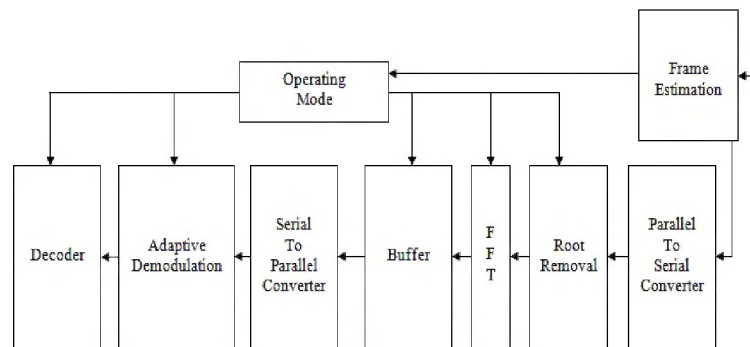 Operating
Mode
Frame
Estimation
Decoder
Adaptive
Demodulation
Serial
To
Parallel
Converter
Buffer
F
F
T
Root
Removal
Parallel
To
Serial
Converter